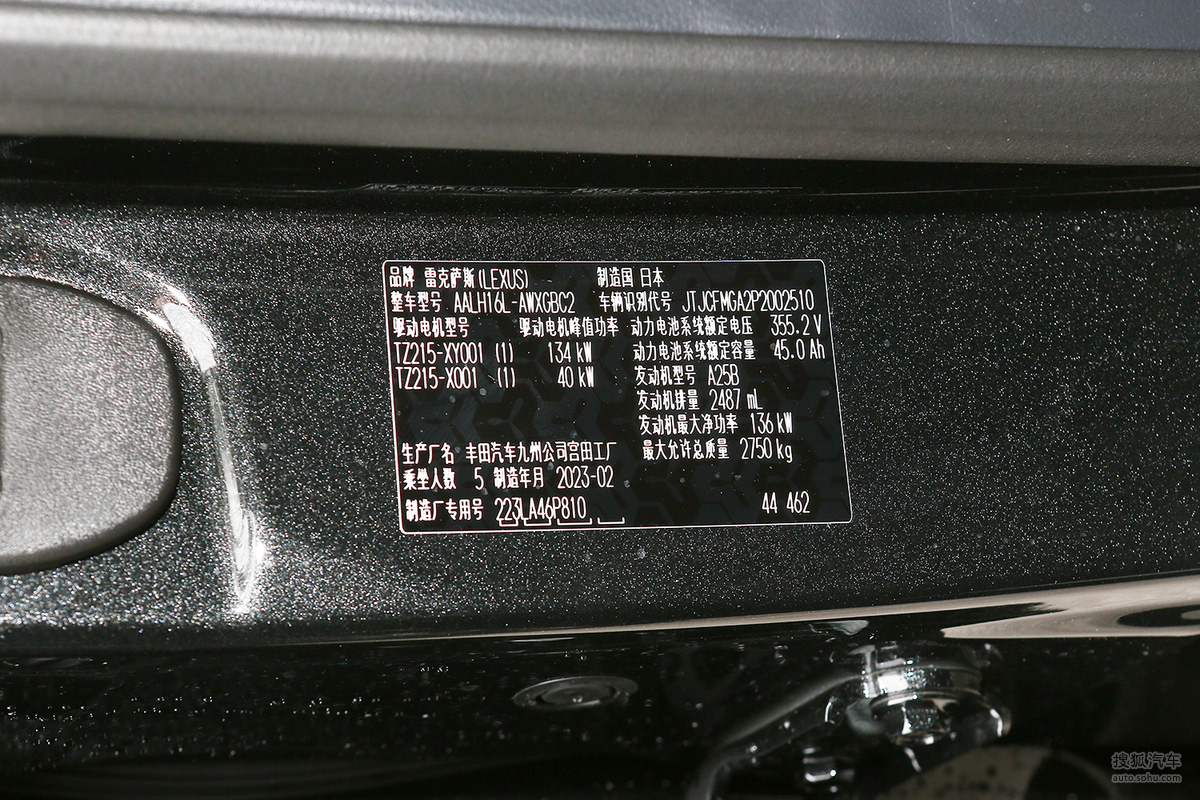 品牌 雷克萨斯(LEXUS) 制造国 日本
整车型号 AALH16L-AWXGBC2 车辆识别代号 JTJCFMGA2P2002510
驱动电机型号 驱动电机峰值功率 动力电池系统额定电压 355.2 V
TZ215-XY001 (1) 134 kW 动力电池系统额定容量 45.0 Ah
TZ215-X001 (1) 40 kW 发动机型号 A25B
发动机排量 2487 mL
发动机最大净功率 136 kW
生产厂名 丰田汽车九州公司宫田工厂 最大允许总质量 2750 kg
乘坐人数 5 制造年月 2023-02
制造厂专用号 223LA46P810 44 462
搜狐汽车
auto.sohu.com